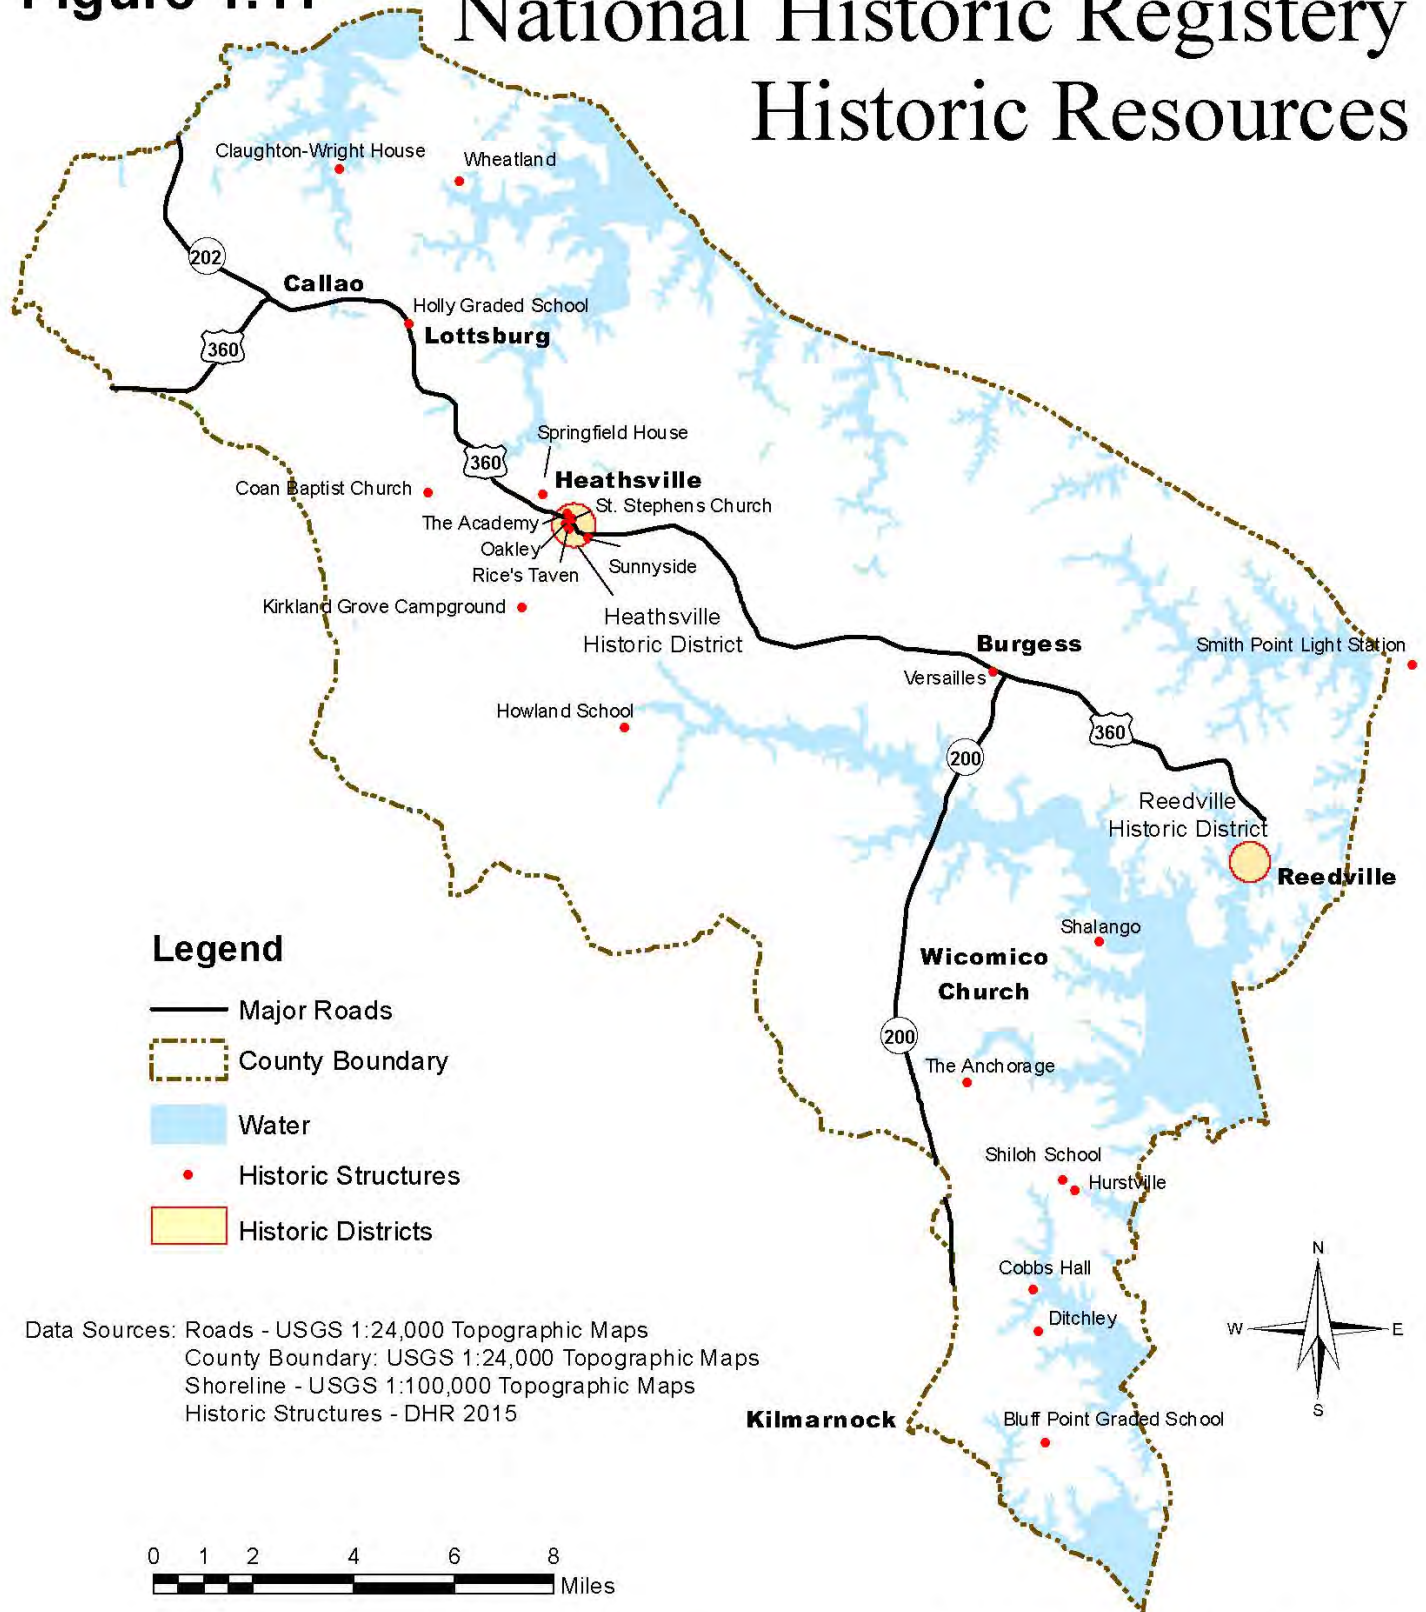 National Historic Registery
Historic Resources
Claughton-Wright House
Wheatland
202
Callao
Holly Graded School
Lottsburg
360
Springfield House
360
Heathsville
Coan Baptist Church
St. Stephens Church
The Academy
Oakley
Sunnyside
Rice's Taven
Kirkland Grove Campground
Heathsville
Historic District
Burgess
Smith Point Light Station
Versailles
Howland School
360
200
Reedville
Historic District
Reedville
Shalango
Wicomico
Church
200
The Anchorage
Shiloh School
Hurstville
Cobbs Hall
Ditchley
Kilmarnock
Bluff Point Graded School
Legend
Major Roads
County Boundary
Water
Historic Structures
Historic Districts
N
W
E
S
Data Sources: Roads - USGS 1:24,000 Topographic Maps
County Boundary: USGS 1:24,000 Topographic Maps
Shoreline - USGS 1:100,000 Topographic Maps
Historic Structures - DHR 2015
0 1 2 4 6 8
Miles